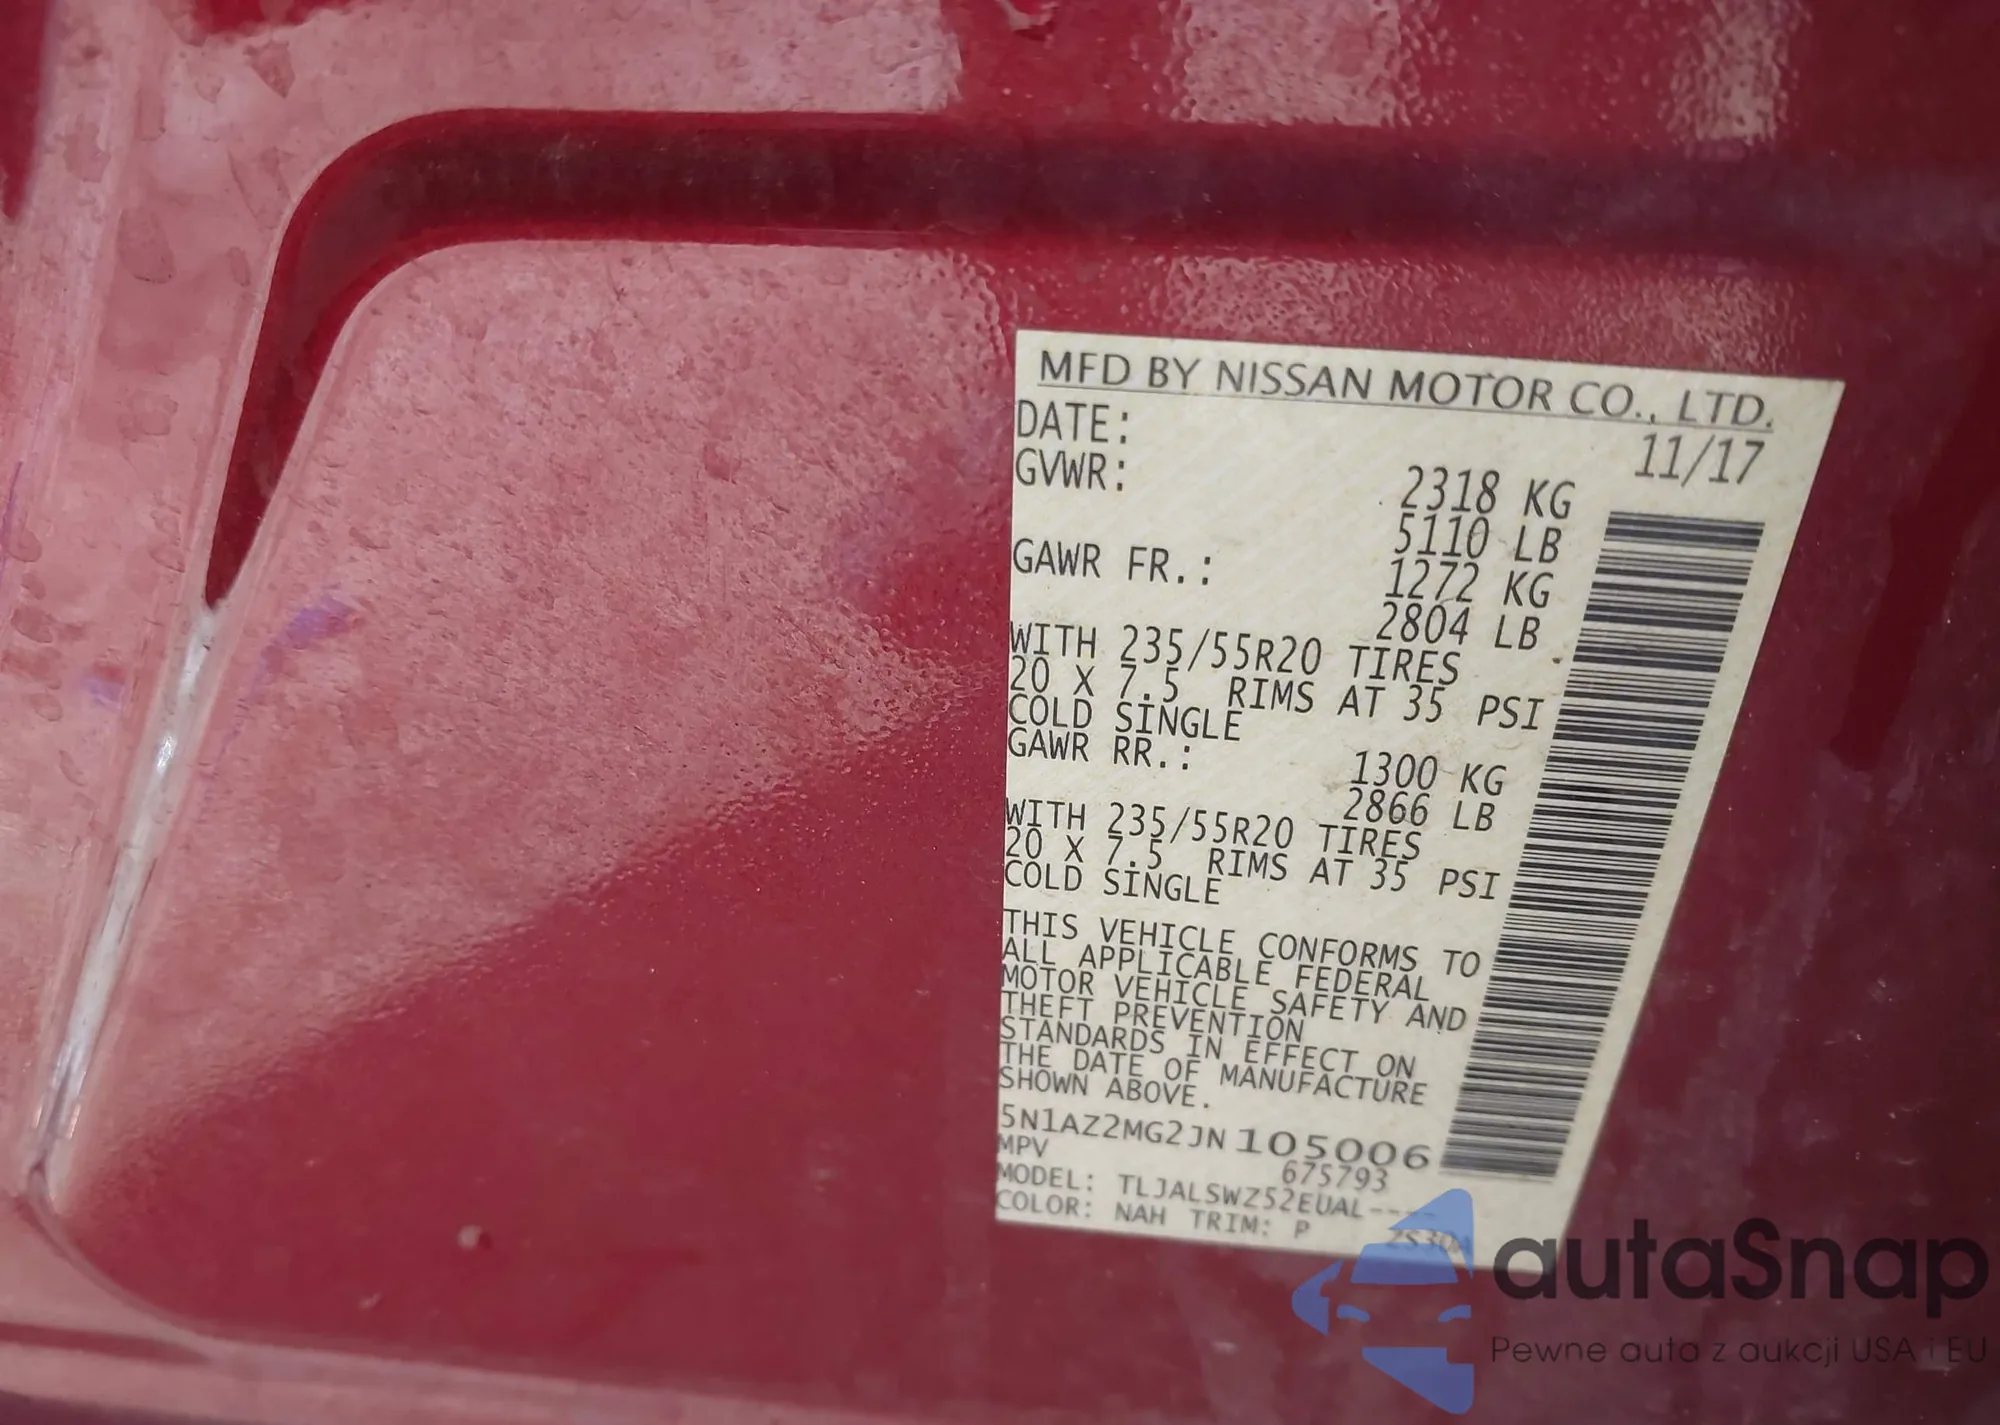 MFD BY NISSAN MOTOR CO., LTD.
DATE: 11/17
GVWR: 2318 KG
5110 LB
GAWR FR.: 1272 KG
2804 LB
WITH 235/55R20 TIRES
20 X 7.5 RIMS AT 35 PSI
COLD SINGLE
GAWR RR.: 1300 KG
2866 LB
WITH 235/55R20 TIRES
20 X 7.5 RIMS AT 35 PSI
COLD SINGLE
THIS VEHICLE CONFORMS TO
ALL APPLICABLE FEDERAL
MOTOR VEHICLE SAFETY AND
THEFT PREVENTION
STANDARDS IN EFFECT ON
THE DATE OF MANUFACTURE
SHOWN ABOVE.
5N1AZ2MG2JN105006
MPV 675793
MODEL: TLJALSWZ52EUAL----
COLOR: NAH TRIM: P
autaSnap
Pewne auta z aukcji USA i EU